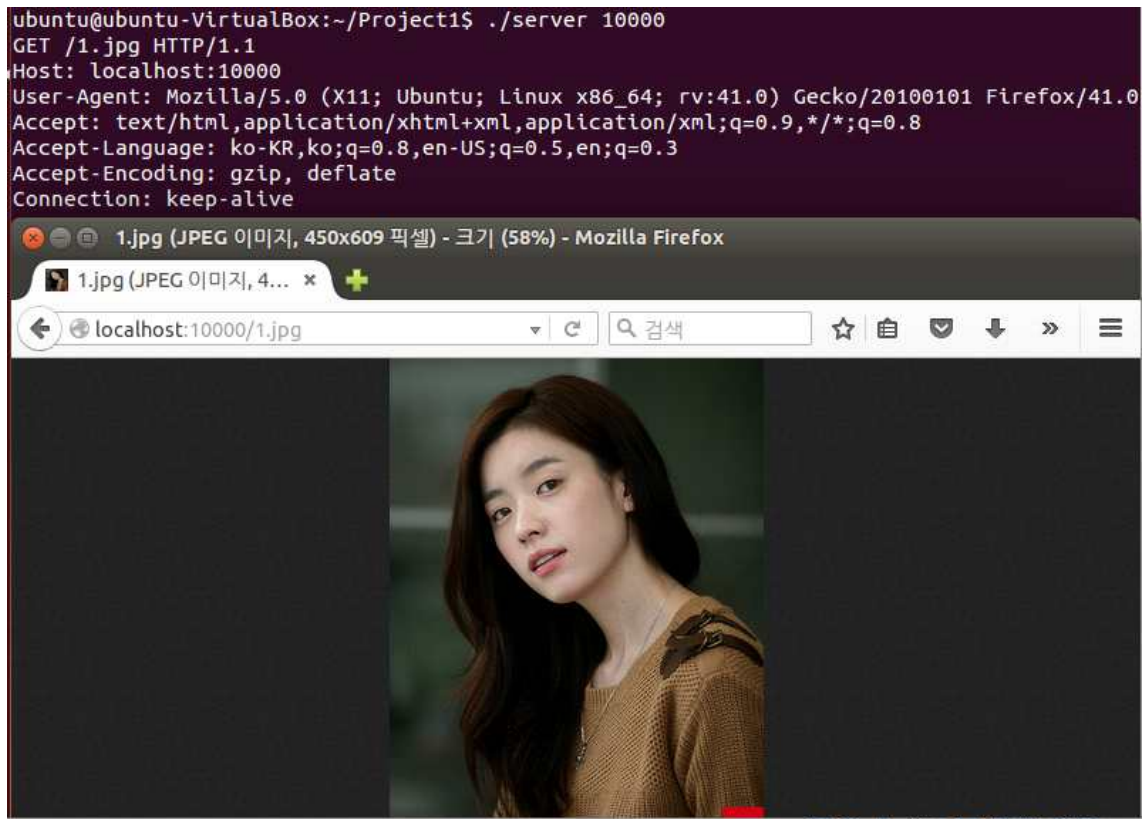 ubuntu@ubuntu-VirtualBox:~/Project1$ ./server 10000
GET /1.jpg HTTP/1.1
Host: localhost:10000
User-Agent: Mozilla/5.0 (X11; Ubuntu; Linux x86_64; rv:41.0) Gecko/20100101 Firefox/41.0
Accept: text/html,application/xhtml+xml,application/xml;q=0.9,*/*;q=0.8
Accept-Language: ko-KR,ko;q=0.8,en-US;q=0.5,en;q=0.3
Accept-Encoding: gzip, deflate
Connection: keep-alive
1.jpg (JPEG 이미지, 450x609 픽셀) - 크기 (58%) - Mozilla Firefox
1.jpg (JPEG 이미지, 4...
localhost:10000/1.jpg
검색